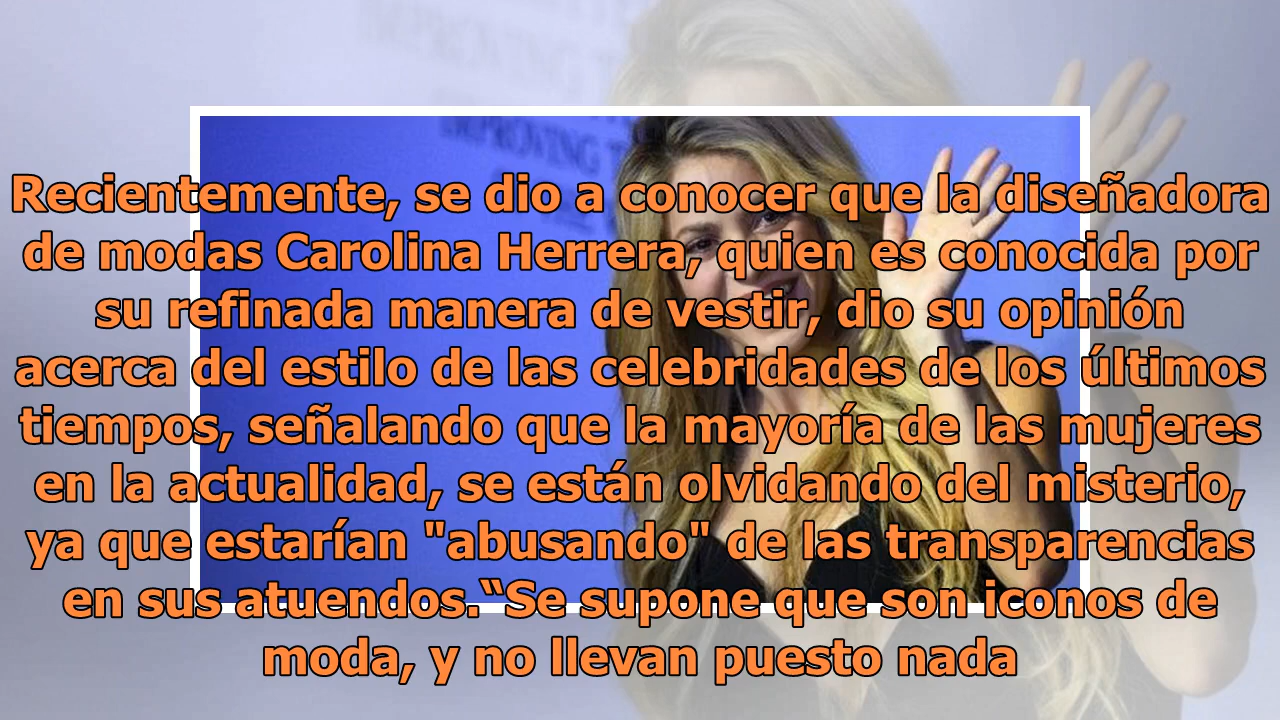 IMPROVING T
IMPROVING T
Recientemente, se dio a conocer que la diseñadora
de modas Carolina Herrera, quien es conocida por
su refinada manera de vestir, dio su opinión
acerca del estilo de las celebridades de los últimos
tiempos, señalando que la mayoría de las mujeres
en la actualidad, se están olvidando del misterio,
ya que estarían "abusando" de las transparencias
en sus atuendos.“Se supone que son iconos de
moda, y no llevan puesto nada